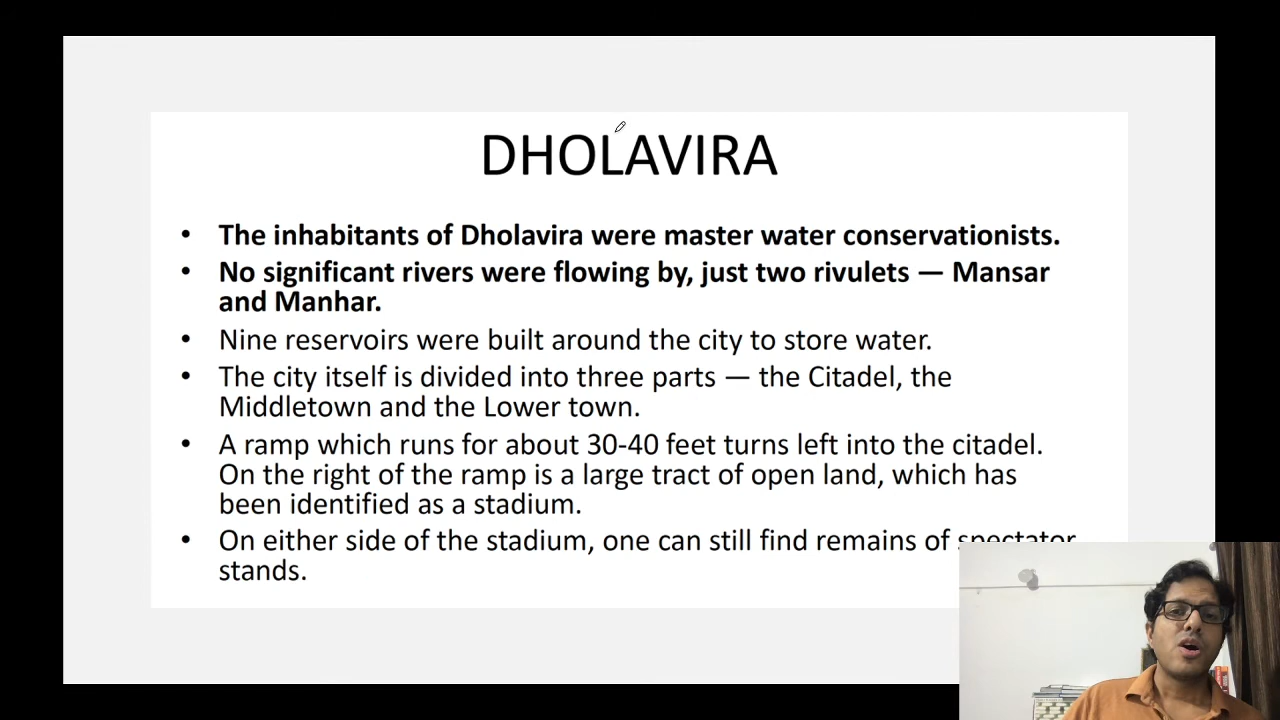 DHOLAVIRA
• The inhabitants of Dholavira were master water conservationists.
• No significant rivers were flowing by, just two rivulets — Mansar
and Manhar.
• Nine reservoirs were built around the city to store water.
• The city itself is divided into three parts — the Citadel, the
Middletown and the Lower town.
• A ramp which runs for about 30-40 feet turns left into the citadel.
On the right of the ramp is a large tract of open land, which has
been identified as a stadium.
• On either side of the stadium, one can still find remains of spectator
stands.